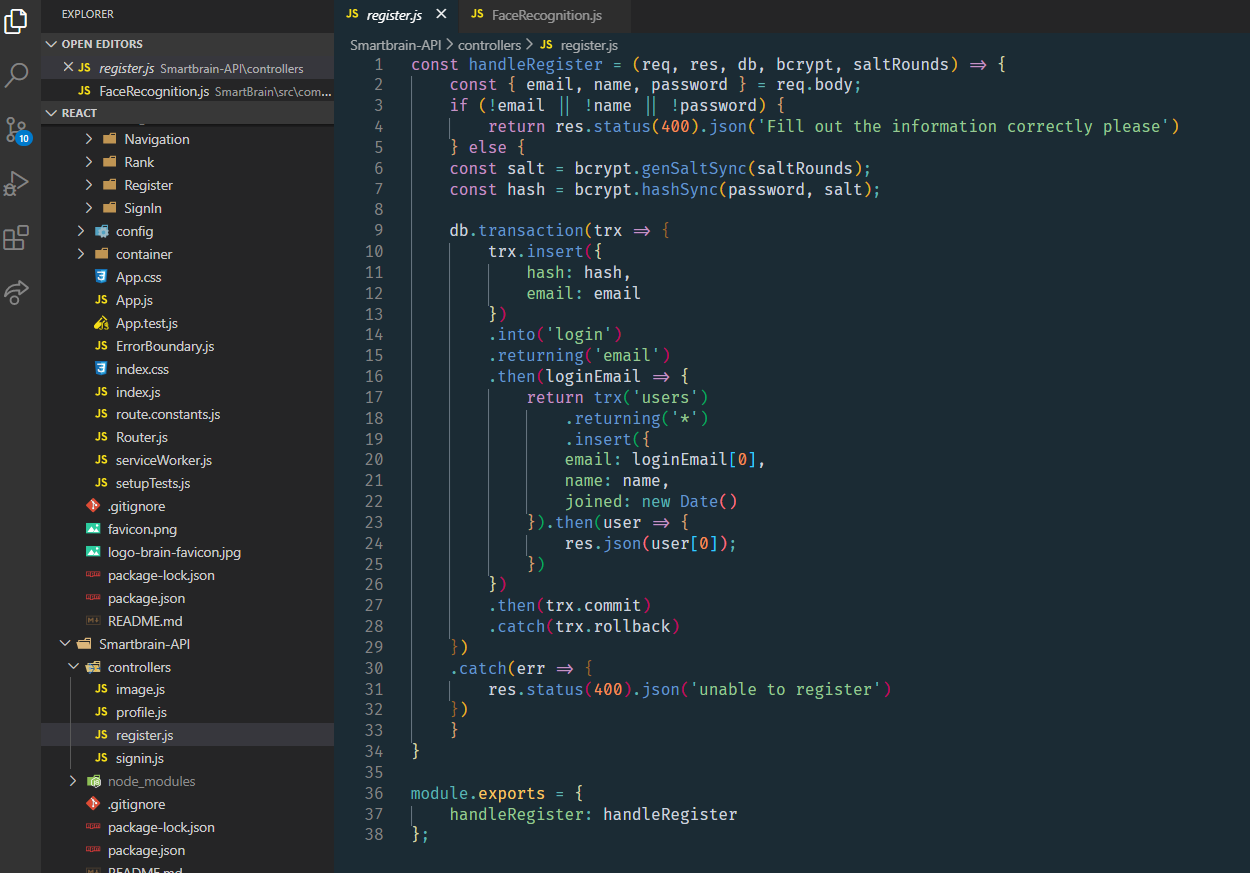 EXPLORER
OPEN EDITORS
JS register.js Smartbrain-API\controllers
JS FaceRecognition.js SmartBrain\src\com...
10
REACT
Navigation
Rank
Register
SignIn
config
container
App.css
JS App.js
App.test.js
JS ErrorBoundary.js
index.css
JS index.js
JS route.constants.js
JS Router.js
JS serviceWorker.js
JS setupTests.js
.gitignore
favicon.png
logo-brain-favicon.jpg
package-lock.json
package.json
README.md
Smartbrain-API
controllers
JS image.js
JS profile.js
JS register.js
JS signin.js
node_modules
.gitignore
package-lock.json
package.json
README.md
JS register.js
JS FaceRecognition.js
Smartbrain-API > controllers > JS register.js
1 const handleRegister = (req, res, db, bcrypt, saltRounds) => {
2     const { email, name, password } = req.body;
3     if (!email || !name || !password) {
4         return res.status(400).json('Fill out the information correctly please')
5     } else {
6     const salt = bcrypt.genSaltSync(saltRounds);
7     const hash = bcrypt.hashSync(password, salt);
8
9     db.transaction(trx => {
10         trx.insert({
11             hash: hash,
12             email: email
13         })
14         .into('login')
15         .returning('email')
16         .then(loginEmail => {
17             return trx('users')
18                 .returning('*')
19                 .insert({
20                 email: loginEmail[0],
21                 name: name,
22                 joined: new Date()
23             }).then(user => {
24                 res.json(user[0]);
25             })
26         })
27         .then(trx.commit)
28         .catch(trx.rollback)
29     })
30     .catch(err => {
31         res.status(400).json('unable to register')
32     })
33     }
34 }
35
36 module.exports = {
37     handleRegister: handleRegister
38 };